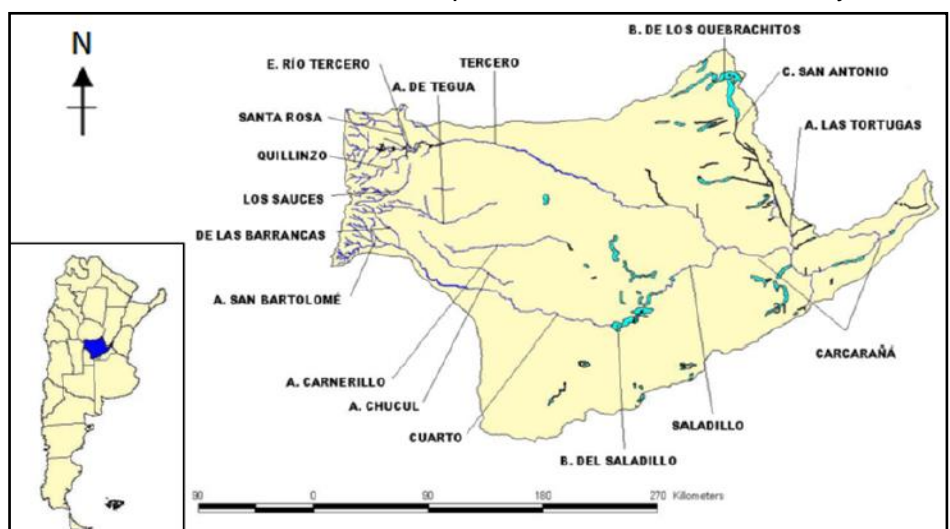 N
B. DE LOS QUEBRACHITOS
E. RÍO TERCERO
TERCERO
C. SAN ANTONIO
A. DE TEGUA
SANTA ROSA
A. LAS TORTUGAS
QUILLINZO
LOS SAUCES
DE LAS BARRANCAS
A. SAN BARTOLOMÉ
CARCARAÑÁ
A. CARNERILLO
A. CHUCUL
SALADILLO
CUARTO
B. DEL SALADILLO
90 0 90 180 270 Kilometers